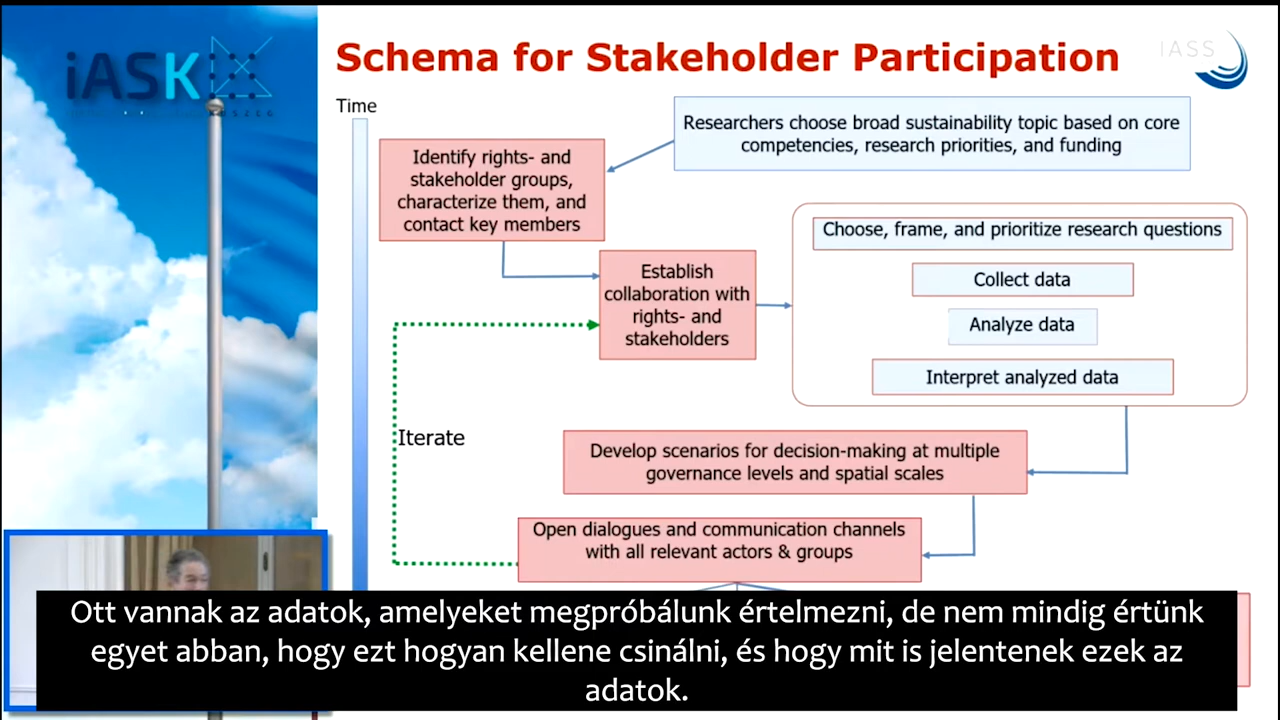 iASK
Schema for Stakeholder Participation
IASS
Time
Researchers choose broad sustainability topic based on core
competencies, research priorities, and funding
Identify rights- and
stakeholder groups,
characterize them, and
contact key members
Choose, frame, and prioritize research questions
Establish
collaboration with
rights- and
stakeholders
Collect data
Analyze data
Interpret analyzed data
Iterate
Develop scenarios for decision-making at multiple
governance levels and spatial scales
Open dialogues and communication channels
with all relevant actors & groups
Ott vannak az adatok, amelyeket megpróbálunk értelmezni, de nem mindig értünk
egyet abban, hogy ezt hogyan kellene csinálni, és hogy mit is jelentenek ezek az
adatok.